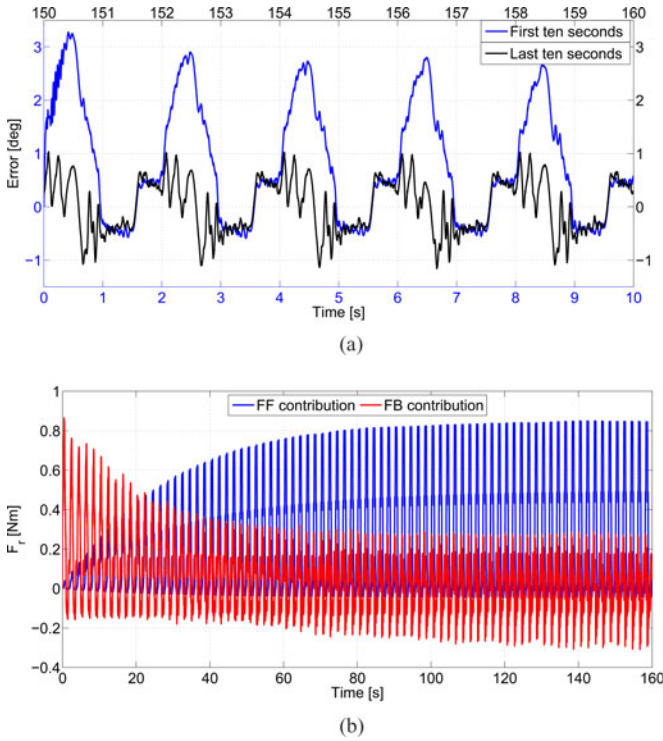 150 151 152 153 154 155 156 157 158 159 160
First ten seconds
Last ten seconds
3 3
2 2
1 1
0 0
−1 −1
Error [deg]
0 1 2 3 4 5 6 7 8 9 10
Time [s]
(a)
1
FF contribution FB contribution
0.8
0.6
0.4
0.2
0
−0.2
−0.4
F_r [Nm]
0 20 40 60 80 100 120 140 160
Time [s]
(b)